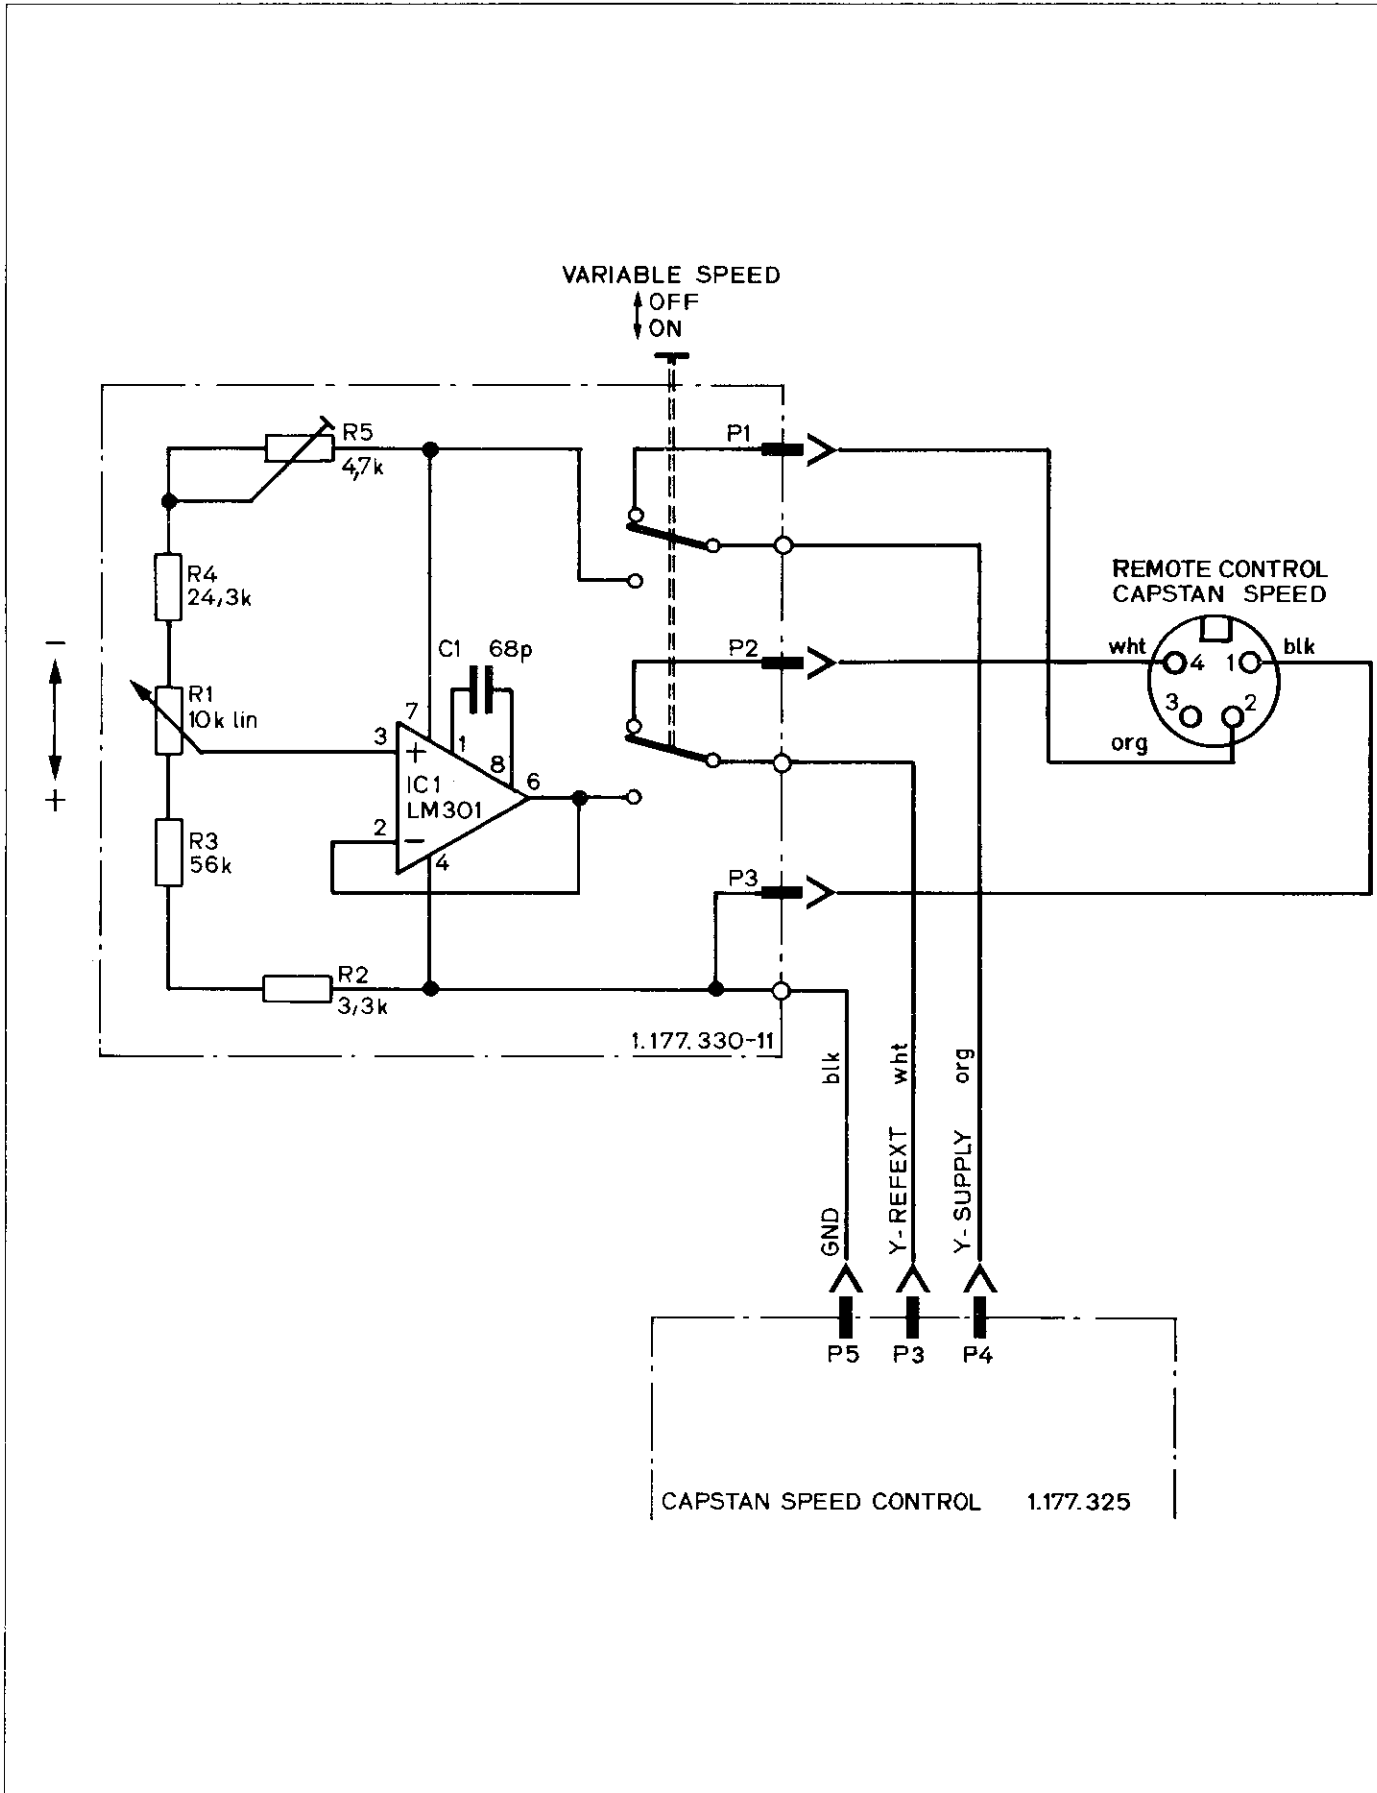 VARIABLE SPEED
OFF
ON
R5
4,7k
P1
R4
24,3k
REMOTE CONTROL
CAPSTAN SPEED
C1 68p
P2
wht
4
1
blk
R1
10k lin
7
3
2
org
3
+
1
8
6
IC1
LM301
2
−
4
−
+
R3
56k
P3
R2
3,3k
1.177.330-11
blk
wht
org
GND
Y-REFEXT
Y-SUPPLY
P5 P3 P4
CAPSTAN SPEED CONTROL 1.177.325